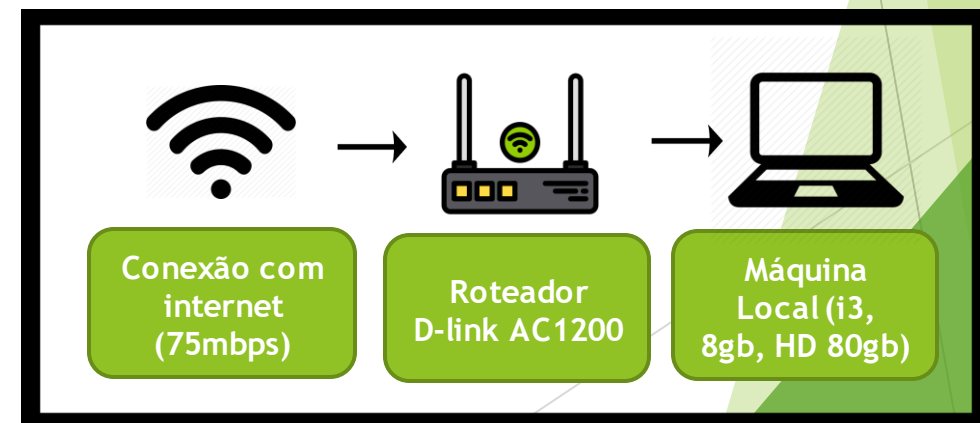 Conexão com
internet
(75mbps)
Roteador
D-link AC1200
Máquina
Local (i3,
8gb, HD 80gb)